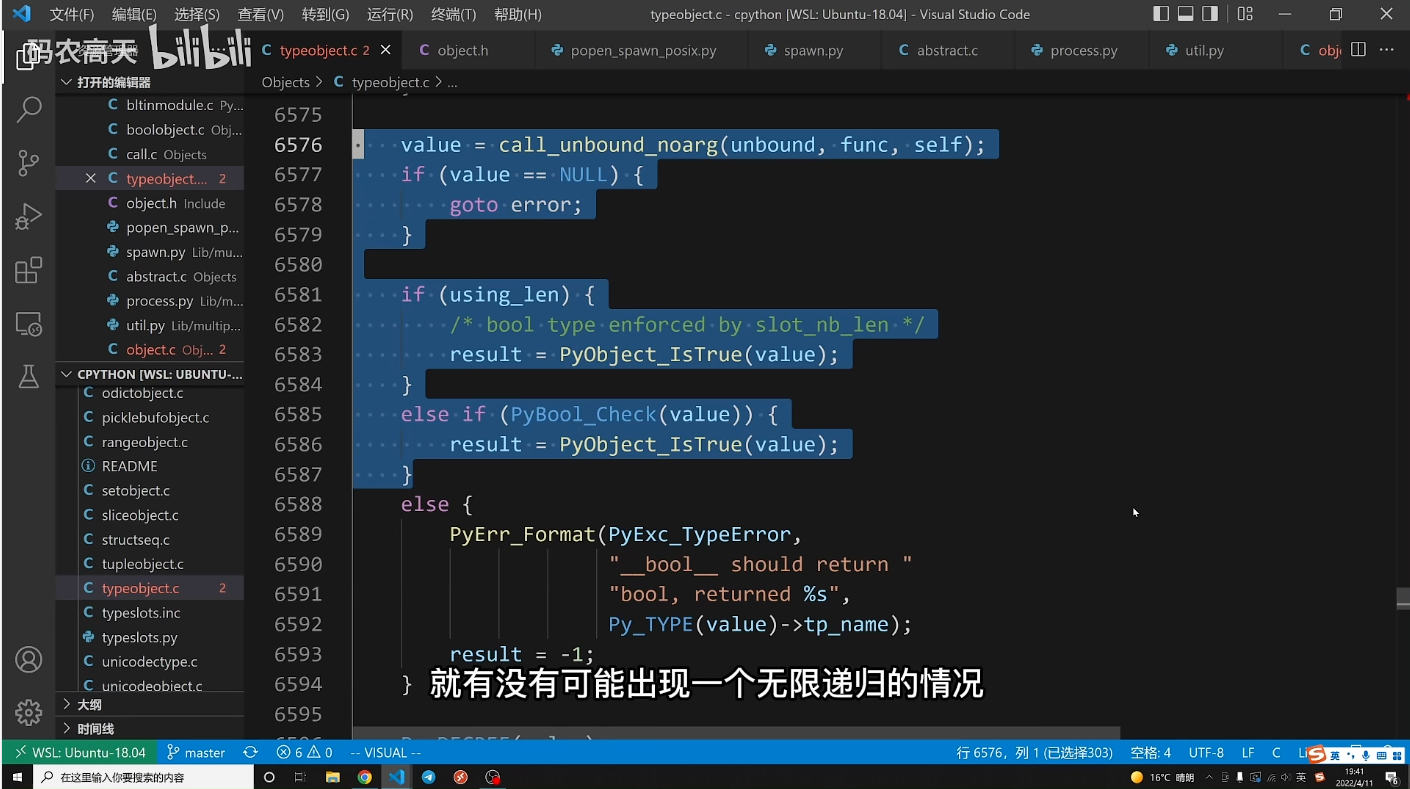 文件(F) 编辑(E) 选择(S) 查看(V) 转到(G) 运行(R) 终端(T) 帮助(H) typeobject.c - cpython [WSL: Ubuntu-18.04] - Visual Studio Code
码农高天 bilibili
typeobject.c 2 object.h popen_spawn_posix.py spawn.py abstract.c process.py util.py
打开的编辑器
bltinmodule.c Py...
boolobject.c Obj...
call.c Objects
typeobject.... 2
object.h Include
popen_spawn_p...
spawn.py Lib/mu...
abstract.c Objects
process.py Lib/m...
util.py Lib/multip...
object.c Obj... 2
CPYTHON [WSL: UBUNTU-...
odictobject.c
picklebufobject.c
rangeobject.c
README
setobject.c
sliceobject.c
structseq.c
tupleobject.c
typeobject.c 2
typeslots.inc
typeslots.py
unicodectype.c
unicodeobject.c
大纲
时间线
Objects > C typeobject.c > ...
6575
6576 value = call_unbound_noarg(unbound, func, self);
6577 if (value == NULL) {
6578 goto error;
6579 }
6580
6581 if (using_len) {
6582 /* bool type enforced by slot_nb_len */
6583 result = PyObject_IsTrue(value);
6584 }
6585 else if (PyBool_Check(value)) {
6586 result = PyObject_IsTrue(value);
6587 }
6588 else {
6589 PyErr_Format(PyExc_TypeError,
6590 "__bool__ should return "
6591 "bool, returned %s",
6592 Py_TYPE(value)->tp_name);
6593 result = -1;
6594 }
6595
就有没有可能出现一个无限递归的情况
WSL: Ubuntu-18.04 master 6 0 -- VISUAL -- 行 6576，列 1 (已选择303) 空格: 4 UTF-8 LF C
在这里输入你要搜索的内容 16°C 晴朗 英 19:41
2022/4/11